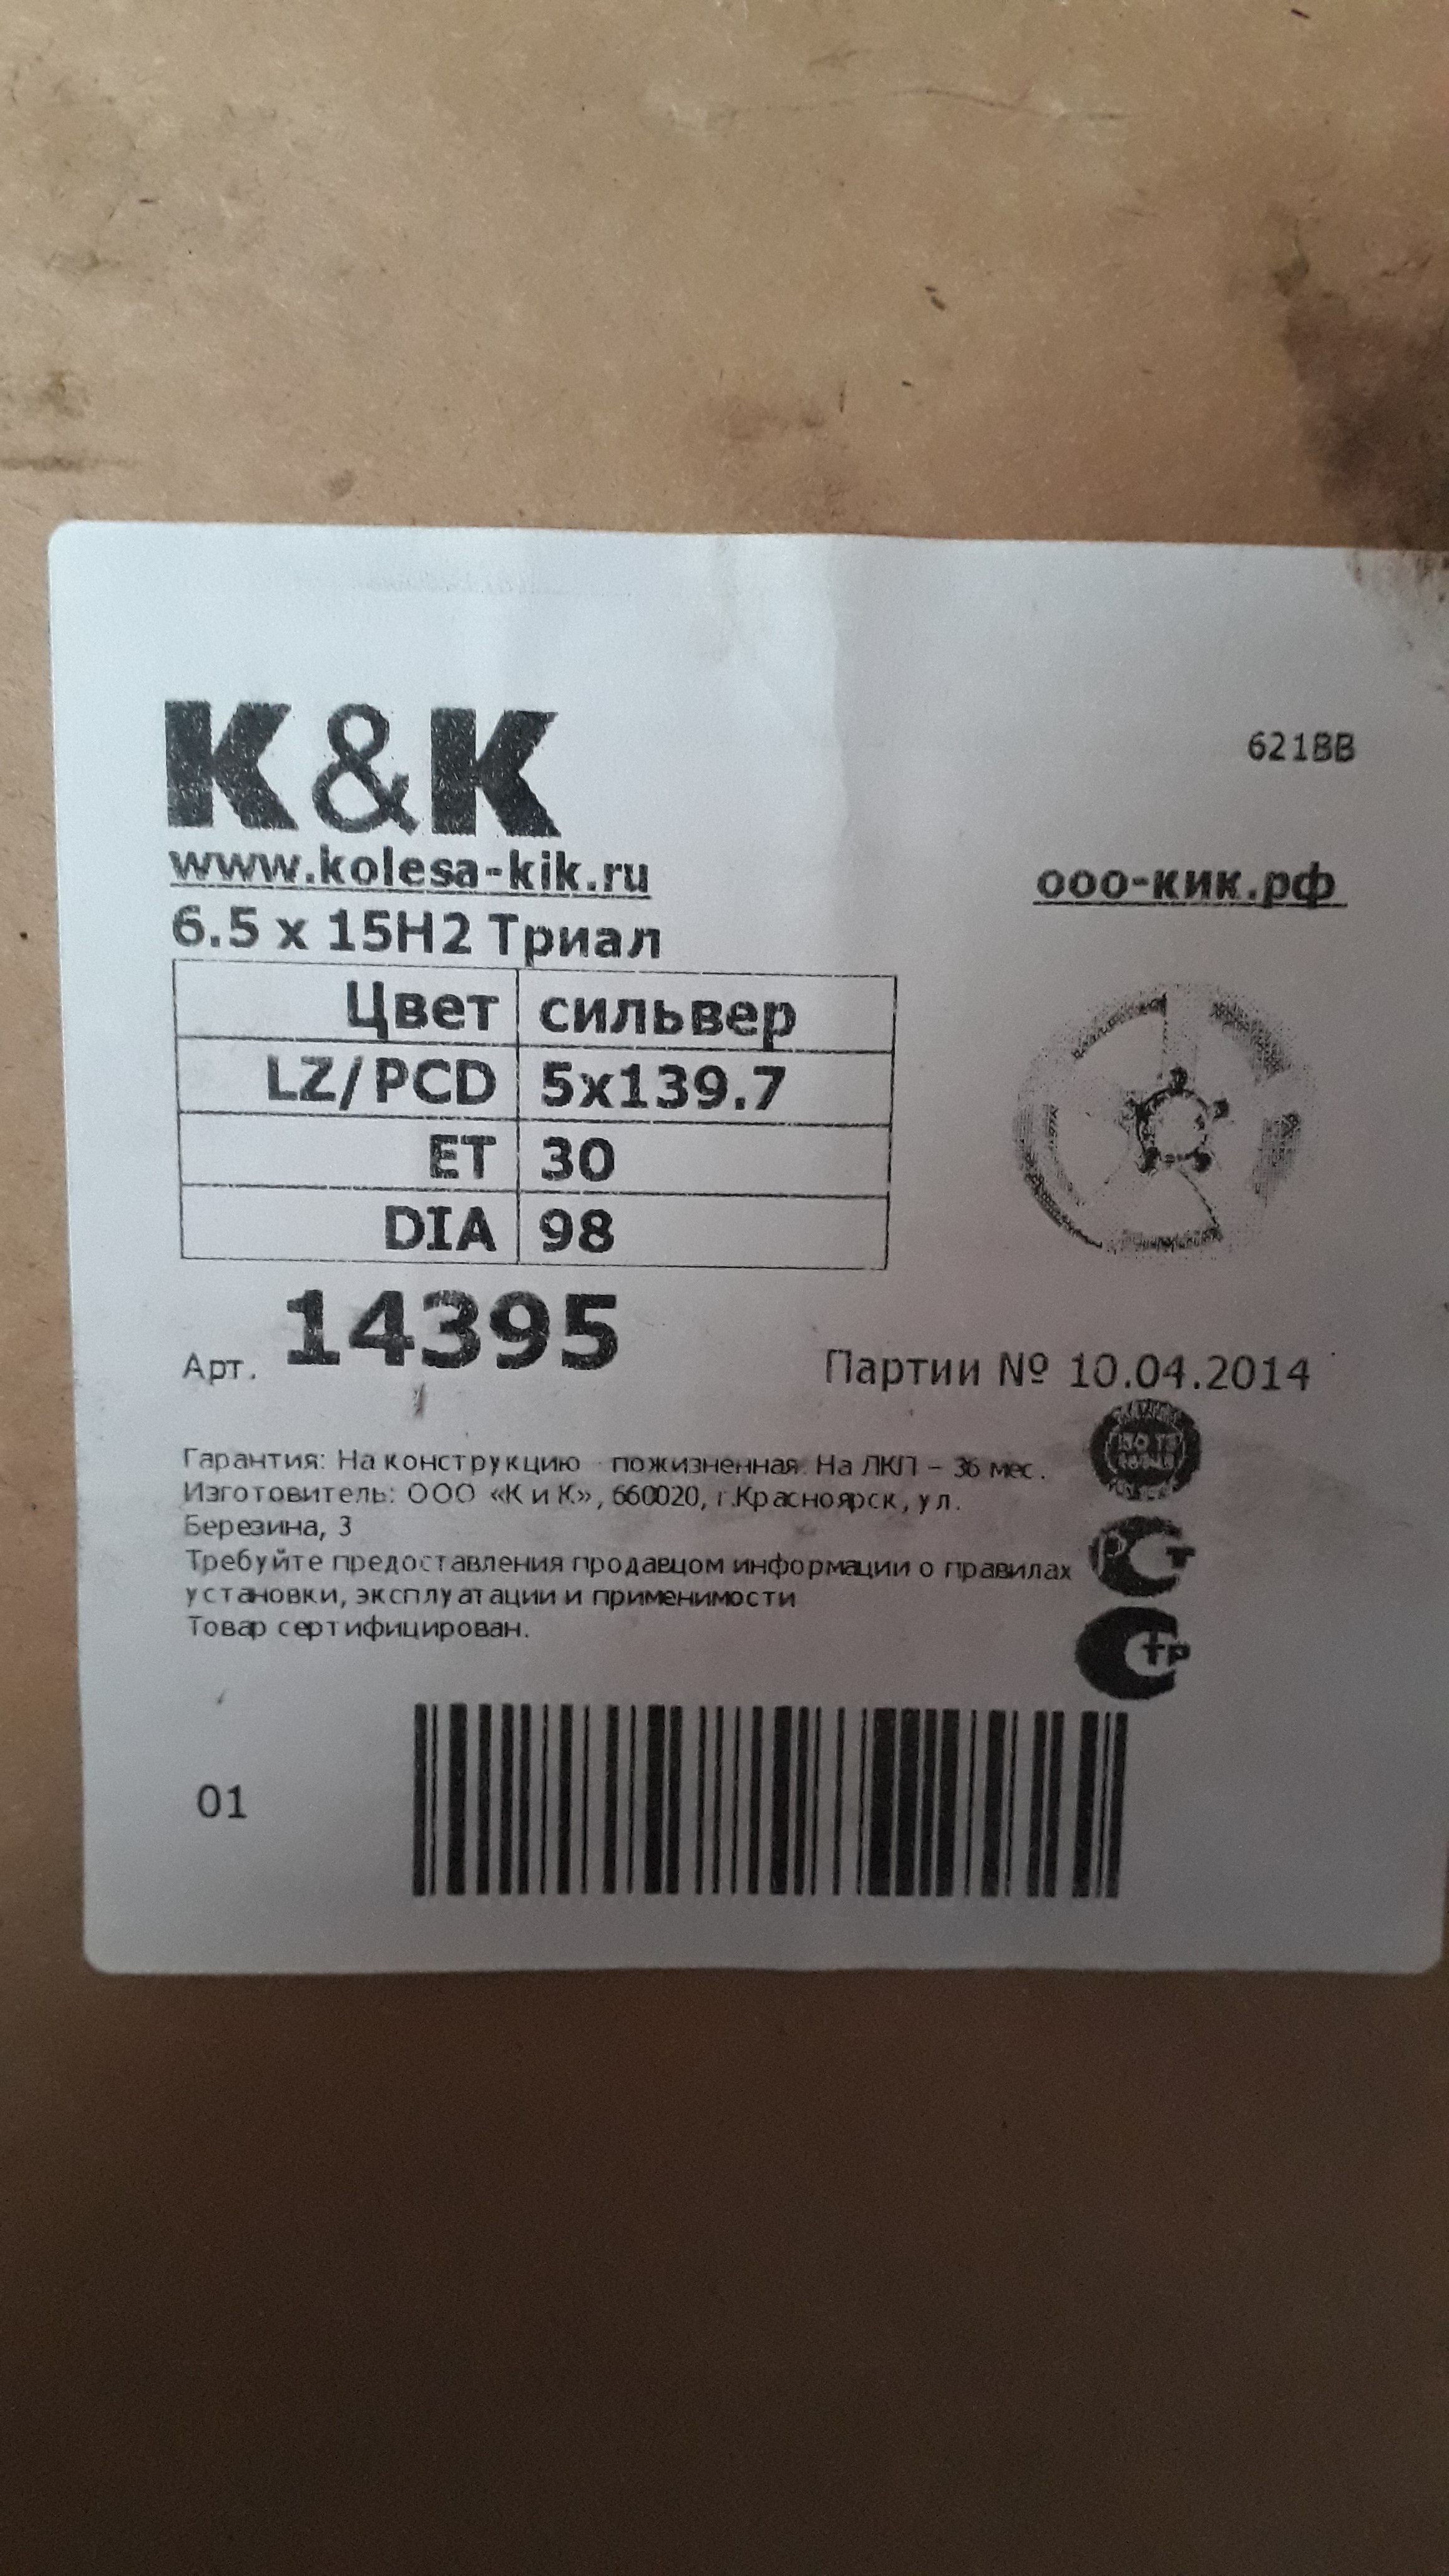 K&K
621BB
www.kolesa-kik.ru
ооо-кик.рф
6.5 x 15H2 Триал
Цвет сильвер
LZ/PCD 5x139.7
ET 30
DIA 98
Арт. 14395
Партии № 10.04.2014
Гарантия: На конструкцию - пожизненная. На ЛКП – 36 мес.
Изготовитель: ООО «К и К», 660020, г.Красноярск, ул.
Березина, 3
Требуйте предоставления продавцом информации о правилах
установки, эксплуатации и применимости
Товар сертифицирован.
01